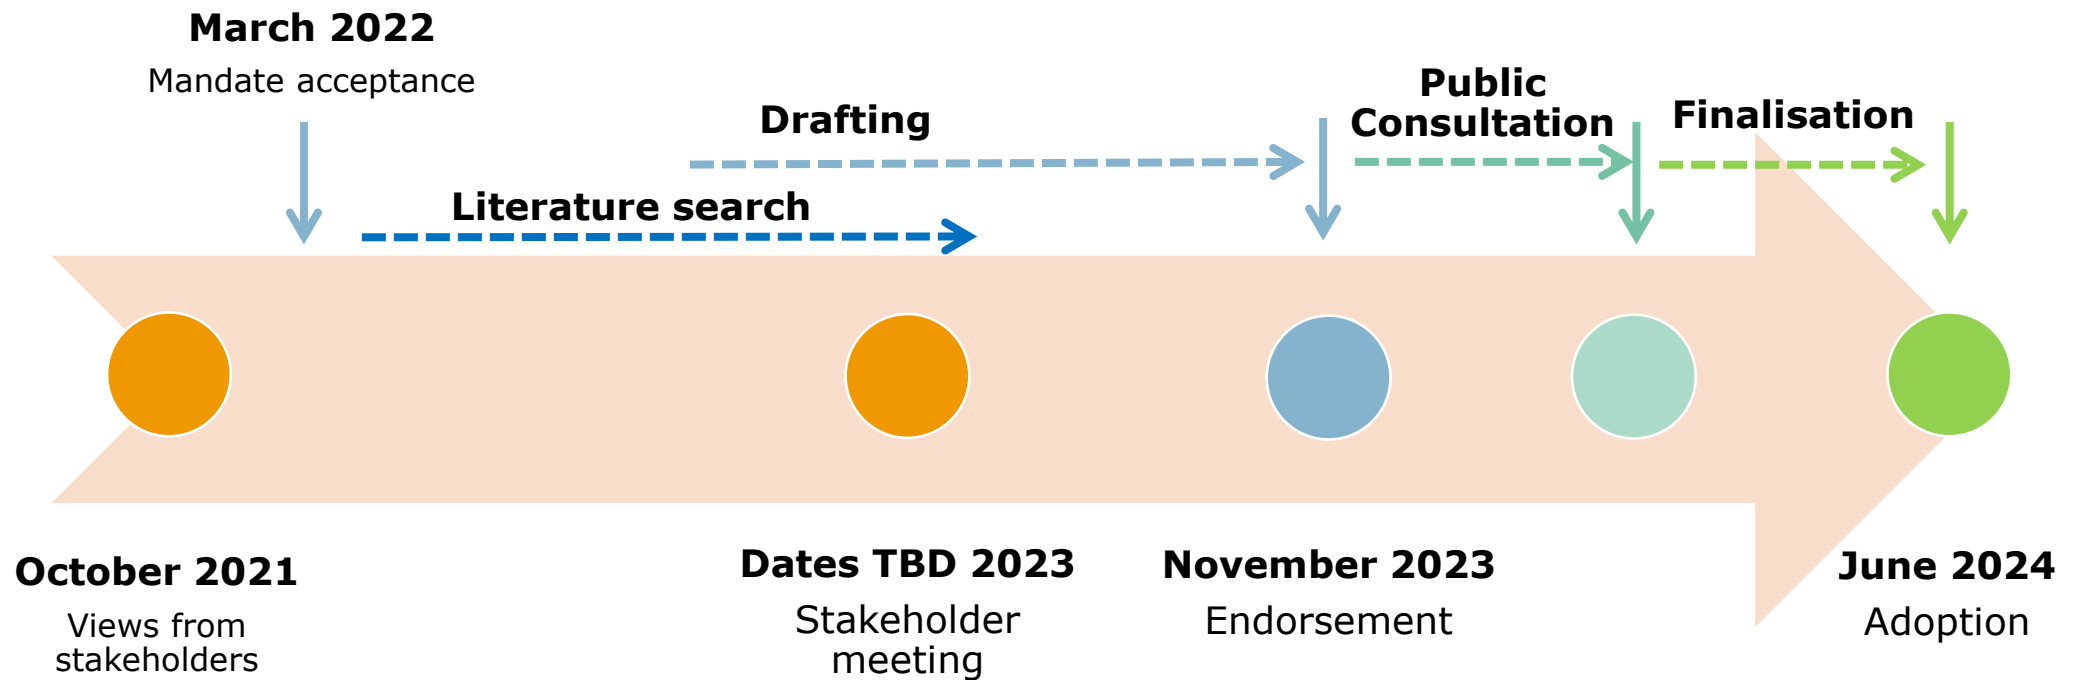 March 2022
Mandate acceptance
Drafting
Literature search
Public
Consultation
Finalisation
October 2021
Views from
stakeholders
Dates TBD 2023
Stakeholder
meeting
November 2023
Endorsement
June 2024
Adoption